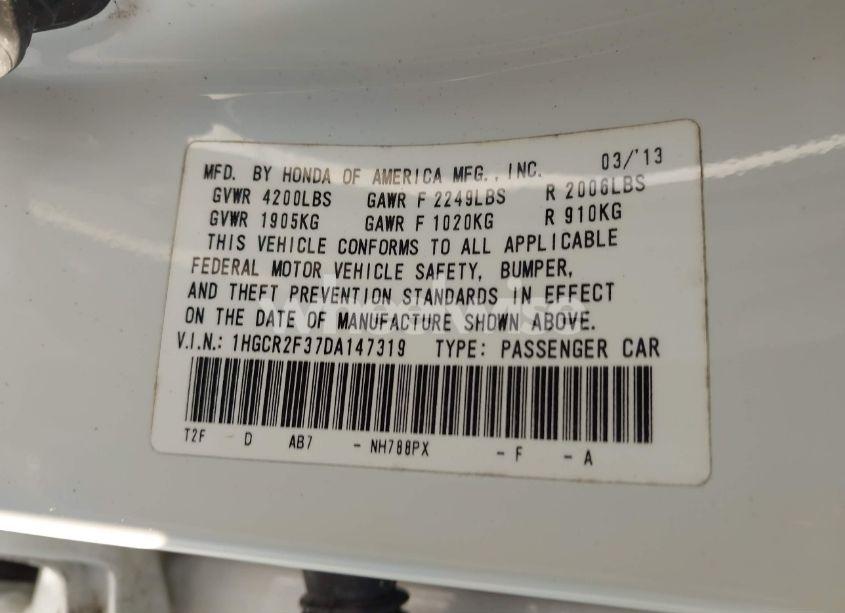 MFD. BY HONDA OF AMERICA MFG., INC. 03/'13
GVWR 4200LBS GAWR F 2249LBS R 2006LBS
GVWR 1905KG GAWR F 1020KG R 910KG
THIS VEHICLE CONFORMS TO ALL APPLICABLE
FEDERAL MOTOR VEHICLE SAFETY, BUMPER,
AND THEFT PREVENTION STANDARDS IN EFFECT
ON THE DATE OF MANUFACTURE SHOWN ABOVE.
V.I.N.: 1HGCR2F37DA147319 TYPE: PASSENGER CAR
T2F D AB7 - NH788PX - F - A